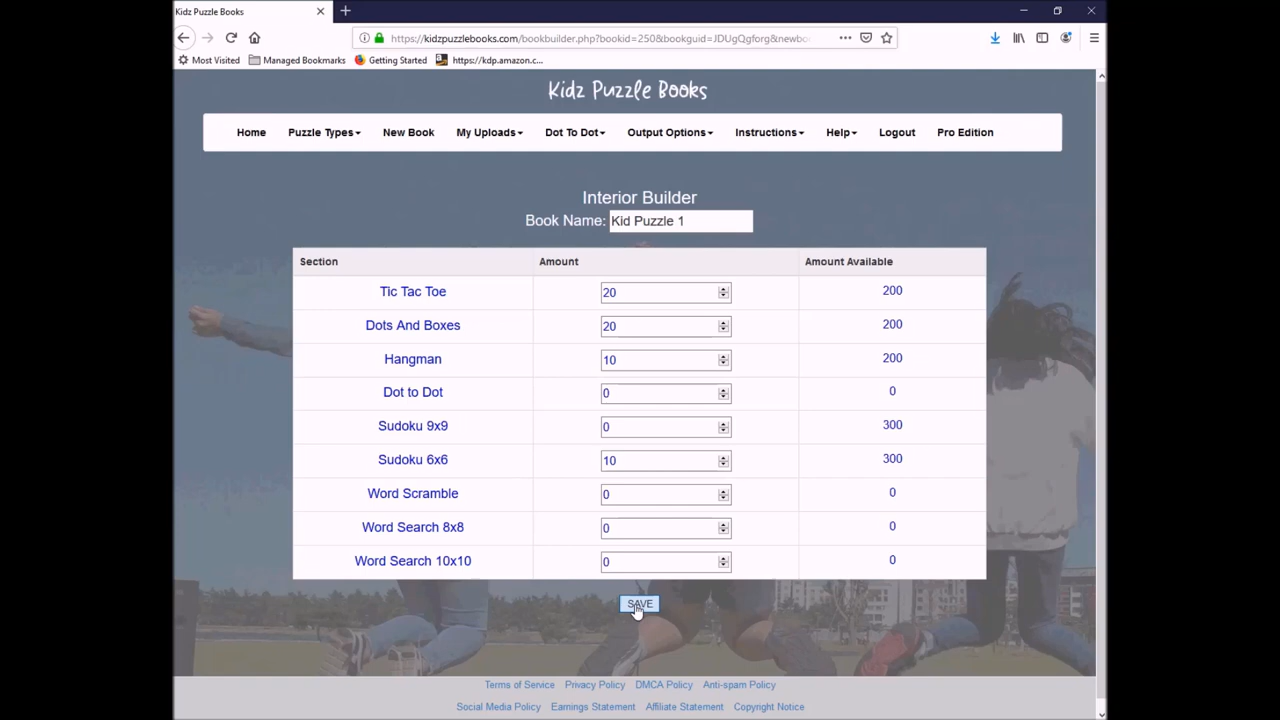 Kidz Puzzle Books
https://kidzpuzzlebooks.com/bookbuilder.php?bookid=250&bookguid=JDUgQgforg&newbo
Most Visited Managed Bookmarks Getting Started https://kdp.amazon.c...
Kidz Puzzle Books
Home Puzzle Types New Book My Uploads Dot To Dot Output Options Instructions Help Logout Pro Edition
Interior Builder
Book Name: Kid Puzzle 1
Section Amount Amount Available
Tic Tac Toe 20 200
Dots And Boxes 20 200
Hangman 10 200
Dot to Dot 0 0
Sudoku 9x9 0 300
Sudoku 6x6 10 300
Word Scramble 0 0
Word Search 8x8 0 0
Word Search 10x10 0 0
SAVE
Terms of Service Privacy Policy DMCA Policy Anti-spam Policy
Social Media Policy Earnings Statement Affiliate Statement Copyright Notice